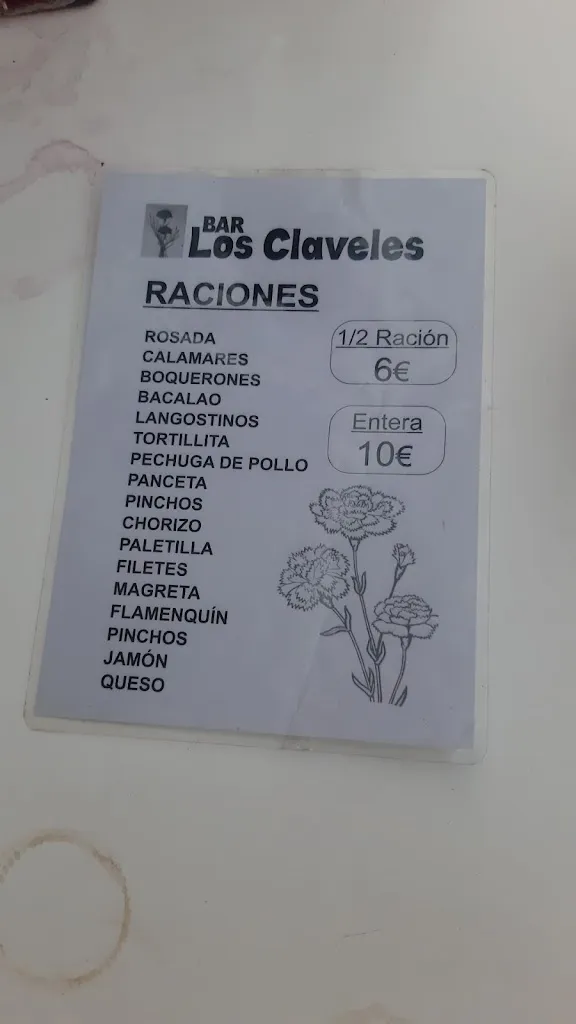 BAR
Los Claveles
RACIONES
ROSADA
CALAMARES
BOQUERONES
BACALAO
LANGOSTINOS
TORTILLITA
PECHUGA DE POLLO
PANCETA
PINCHOS
CHORIZO
PALETILLA
FILETES
MAGRETA
FLAMENQUÍN
PINCHOS
JAMÓN
QUESO
1/2 Ración
6€
Entera
10€